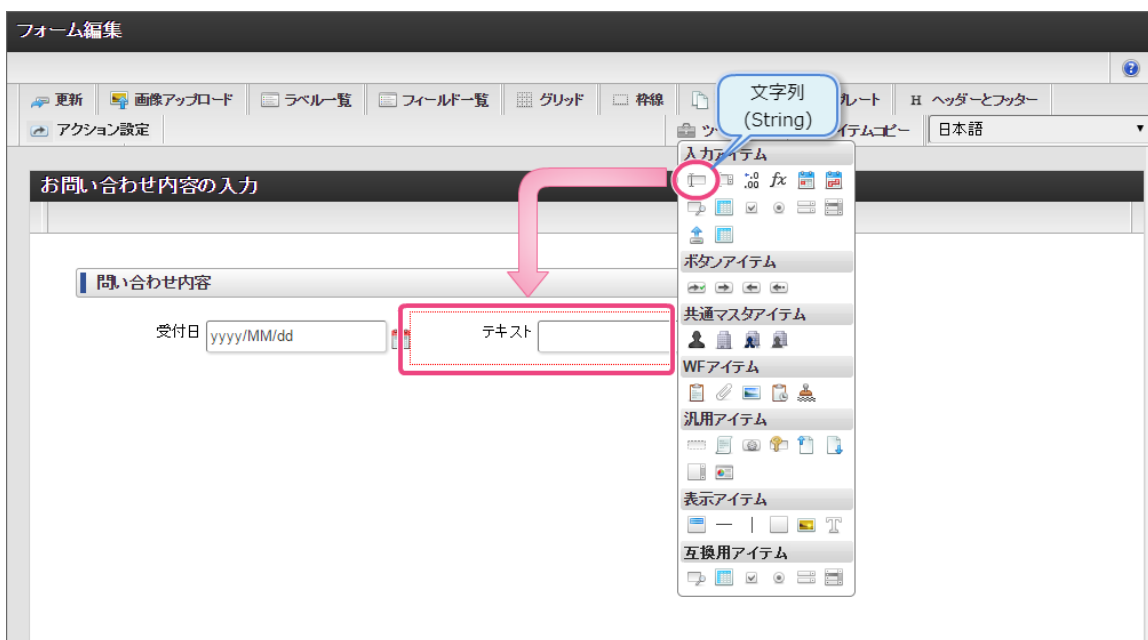 フォーム編集
更新 画像アップロード ラベル一覧 フィールド一覧 グリッド 枠線 レート H ヘッダーとフッター
アクション設定 ツ イテムコピー 日本語
文字列
(String)
入力アイテム
お問い合わせ内容の入力
+.0
.00 fx
ボタンアイテム
問い合わせ内容
共通マスタアイテム
受付日 yyyy/MM/dd テキスト
WFアイテム
汎用アイテム
表示アイテム
T
互換用アイテム